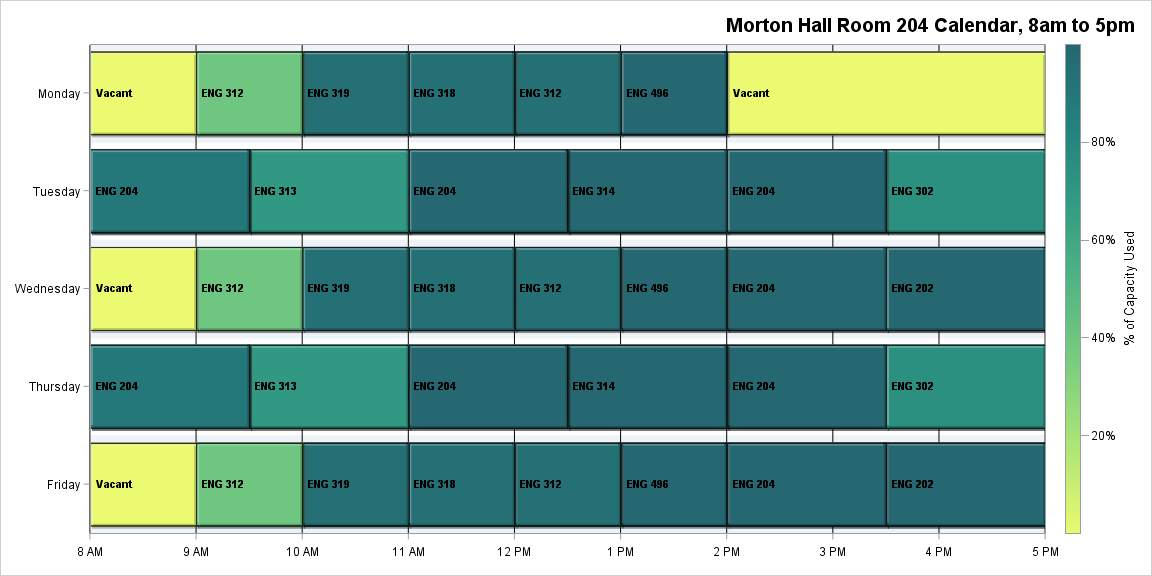 Morton Hall Room 204 Calendar, 8am to 5pm
Monday Vacant ENG 312 ENG 319 ENG 318 ENG 312 ENG 496 Vacant
80%
Tuesday ENG 204 ENG 313 ENG 204 ENG 314 ENG 204 ENG 302
60%
% of Capacity Used
Wednesday Vacant ENG 312 ENG 319 ENG 318 ENG 312 ENG 496 ENG 204 ENG 202
40%
Thursday ENG 204 ENG 313 ENG 204 ENG 314 ENG 204 ENG 302
20%
Friday Vacant ENG 312 ENG 319 ENG 318 ENG 312 ENG 496 ENG 204 ENG 202
8 AM 9 AM 10 AM 11 AM 12 PM 1 PM 2 PM 3 PM 4 PM 5 PM